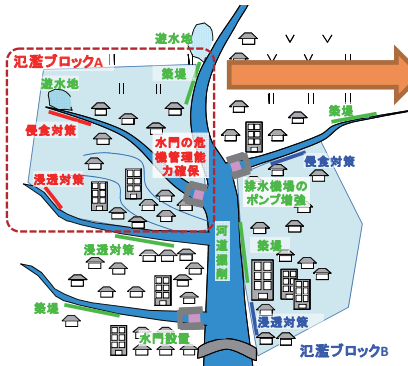 遊水地
氾濫ブロックA
築堤
遊水地
築堤
侵食対策
水門の危
機管理能
力確保
侵食対策
浸透対策
排水機場の
ポンプ増強
河道掘削
築堤
浸透対策
築堤
浸透対策
水門設置
氾濫ブロックB